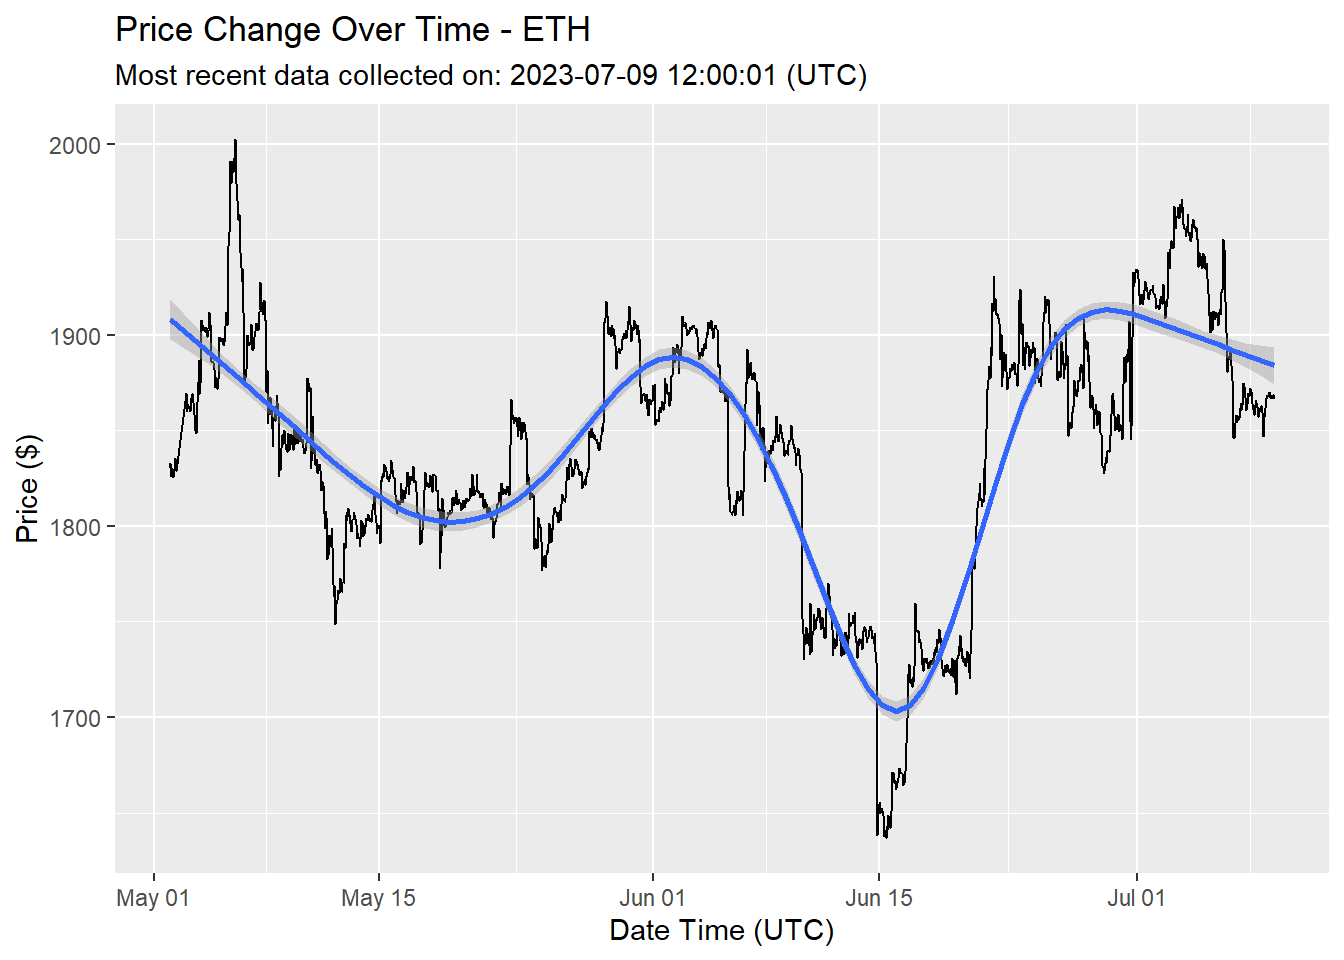 Price Change Over Time - ETH
Most recent data collected on: 2023-07-09 12:00:01 (UTC)
Price ($)
2000
1900
1800
1700
May 01
May 15
Jun 01
Jun 15
Jul 01
Date Time (UTC)